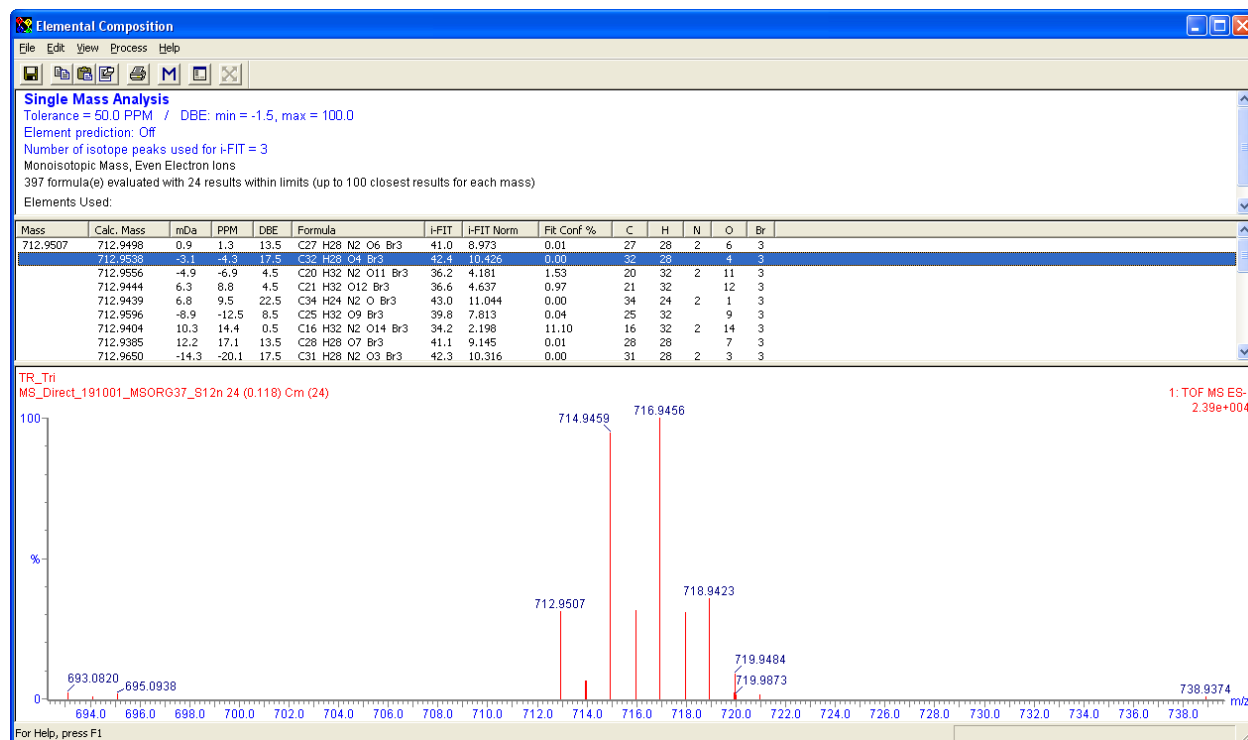 Elemental Composition
File Edit View Process Help
M
Single Mass Analysis
Tolerance = 50.0 PPM / DBE: min = -1.5, max = 100.0
Element prediction: Off
Number of isotope peaks used for i-FIT = 3
Monoisotopic Mass, Even Electron Ions
397 formula(e) evaluated with 24 results within limits (up to 100 closest results for each mass)
Elements Used:
Mass Calc. Mass mDa PPM DBE Formula i-FIT i-FIT Norm Fit Conf % C H N O Br
712.9507 712.9498 0.9 1.3 13.5 C27 H28 N2 O6 Br3 41.0 8.973 0.01 27 28 2 6 3
712.9538 -3.1 -4.3 17.5 C32 H28 O4 Br3 42.4 10.426 0.00 32 28 4 3
712.9556 -4.9 -6.9 4.5 C20 H32 N2 O11 Br3 36.2 4.181 1.53 20 32 2 11 3
712.9444 6.3 8.8 4.5 C21 H32 O12 Br3 36.6 4.637 0.97 21 32 12 3
712.9439 6.8 9.5 22.5 C34 H24 N2 O Br3 43.0 11.044 0.00 34 24 2 1 3
712.9596 -8.9 -12.5 8.5 C25 H32 O9 Br3 39.8 7.813 0.04 25 32 9 3
712.9404 10.3 14.4 0.5 C16 H32 N2 O14 Br3 34.2 2.198 11.10 16 32 2 14 3
712.9385 12.2 17.1 13.5 C28 H28 O7 Br3 41.1 9.145 0.01 28 28 7 3
712.9650 -14.3 -20.1 17.5 C31 H28 N2 O3 Br3 42.3 10.316 0.00 31 28 2 3 3
TR_Tri
MS_Direct_191001_MSORG37_S12n 24 (0.118) Cm (24)
1: TOF MS ES-
2.39e+004
100
%
0
714.9459
716.9456
712.9507
718.9423
719.9484
719.9873
693.0820
695.0938
738.9374
694.0 696.0 698.0 700.0 702.0 704.0 706.0 708.0 710.0 712.0 714.0 716.0 718.0 720.0 722.0 724.0 726.0 728.0 730.0 732.0 734.0 736.0 738.0
m/z
For Help, press F1